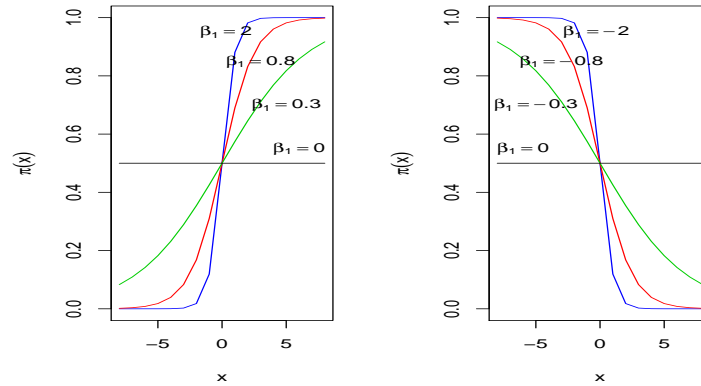 1.0
0.8
0.6
0.4
0.2
0.0
π(x)
β₁ = 2
β₁ = 0.8
β₁ = 0.3
β₁ = 0
−5 0 5
x
1.0
0.8
0.6
0.4
0.2
0.0
π(x)
β₁ = −2
β₁ = −0.8
β₁ = −0.3
β₁ = 0
−5 0 5
x